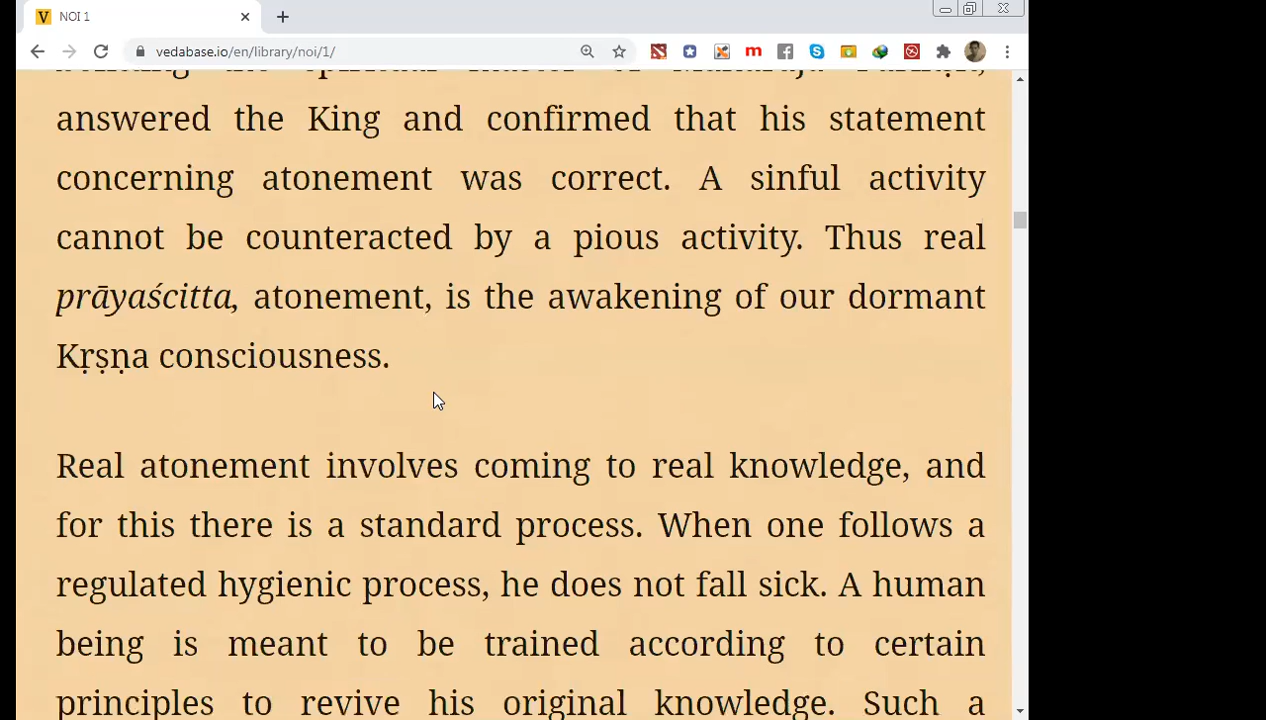 NOI 1
vedabase.io/en/library/noi/1/
answered the King and confirmed that his statement
concerning atonement was correct. A sinful activity
cannot be counteracted by a pious activity. Thus real
prāyaścitta, atonement, is the awakening of our dormant
Kṛṣṇa consciousness.
Real atonement involves coming to real knowledge, and
for this there is a standard process. When one follows a
regulated hygienic process, he does not fall sick. A human
being is meant to be trained according to certain
principles to revive his original knowledge. Such a